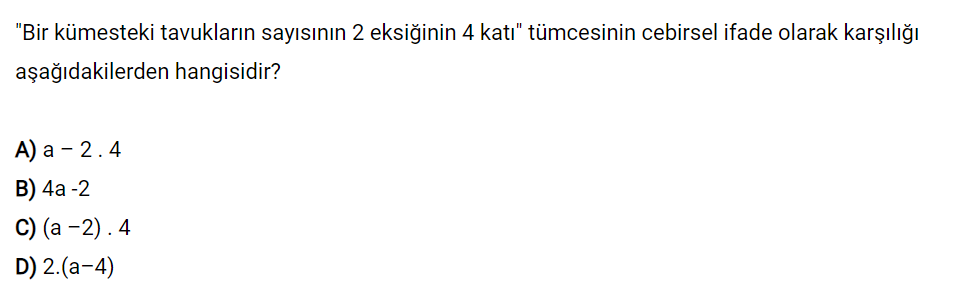 "Bir kümesteki tavukların sayısının 2 eksiğinin 4 katı" tümcesinin cebirsel ifade olarak karşılığı
aşağıdakilerden hangisidir?
A) a – 2 . 4
B) 4a -2
C) (a –2) . 4
D) 2.(a–4)